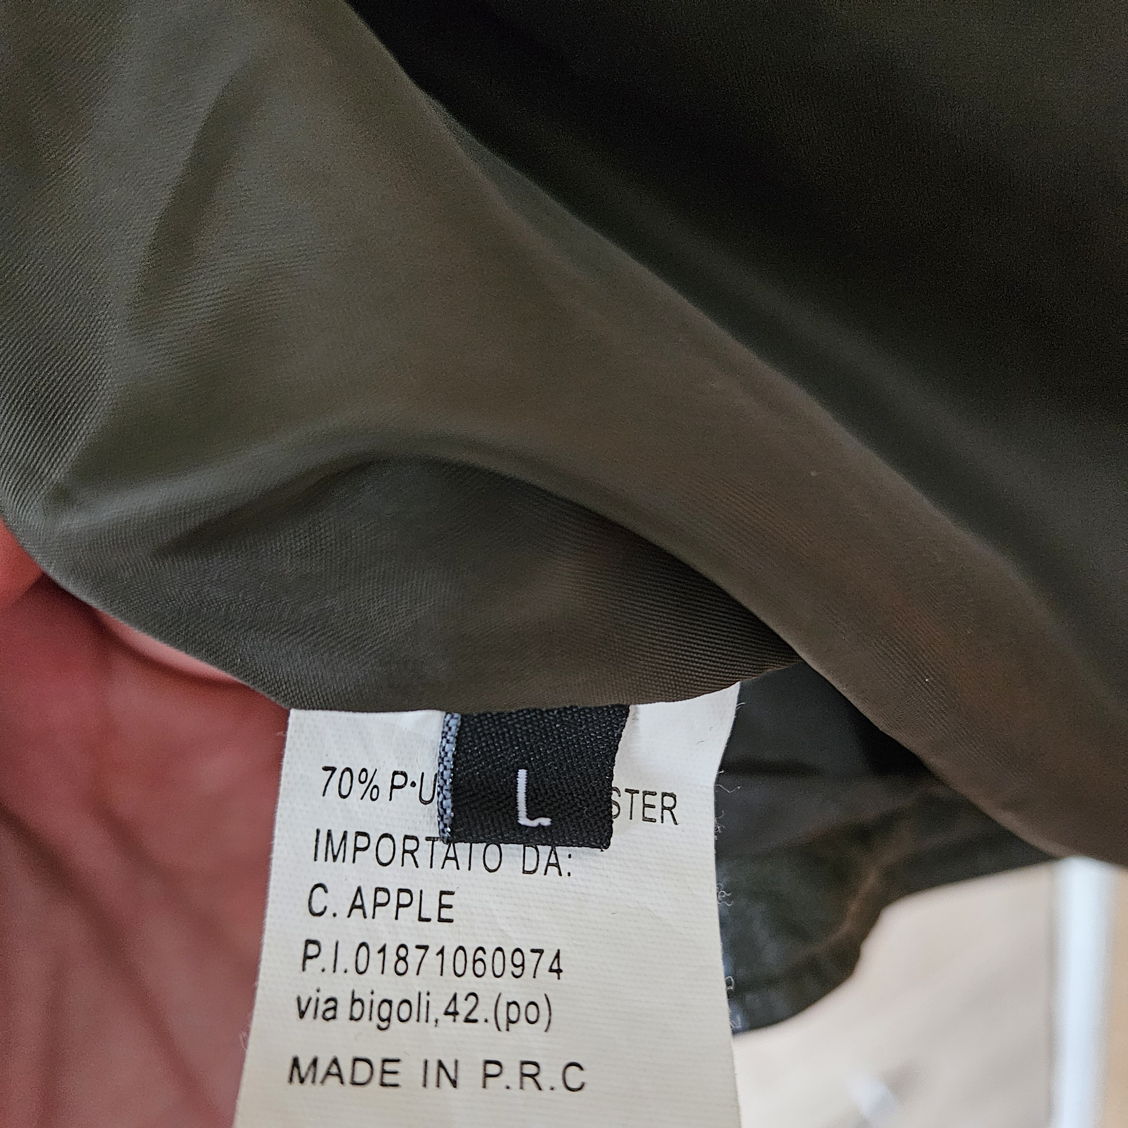 70% P·U
L
STER
IMPORTATO DA:
C. APPLE
P.I.01871060974
via bigoli,42.(po)
MADE IN P.R.C